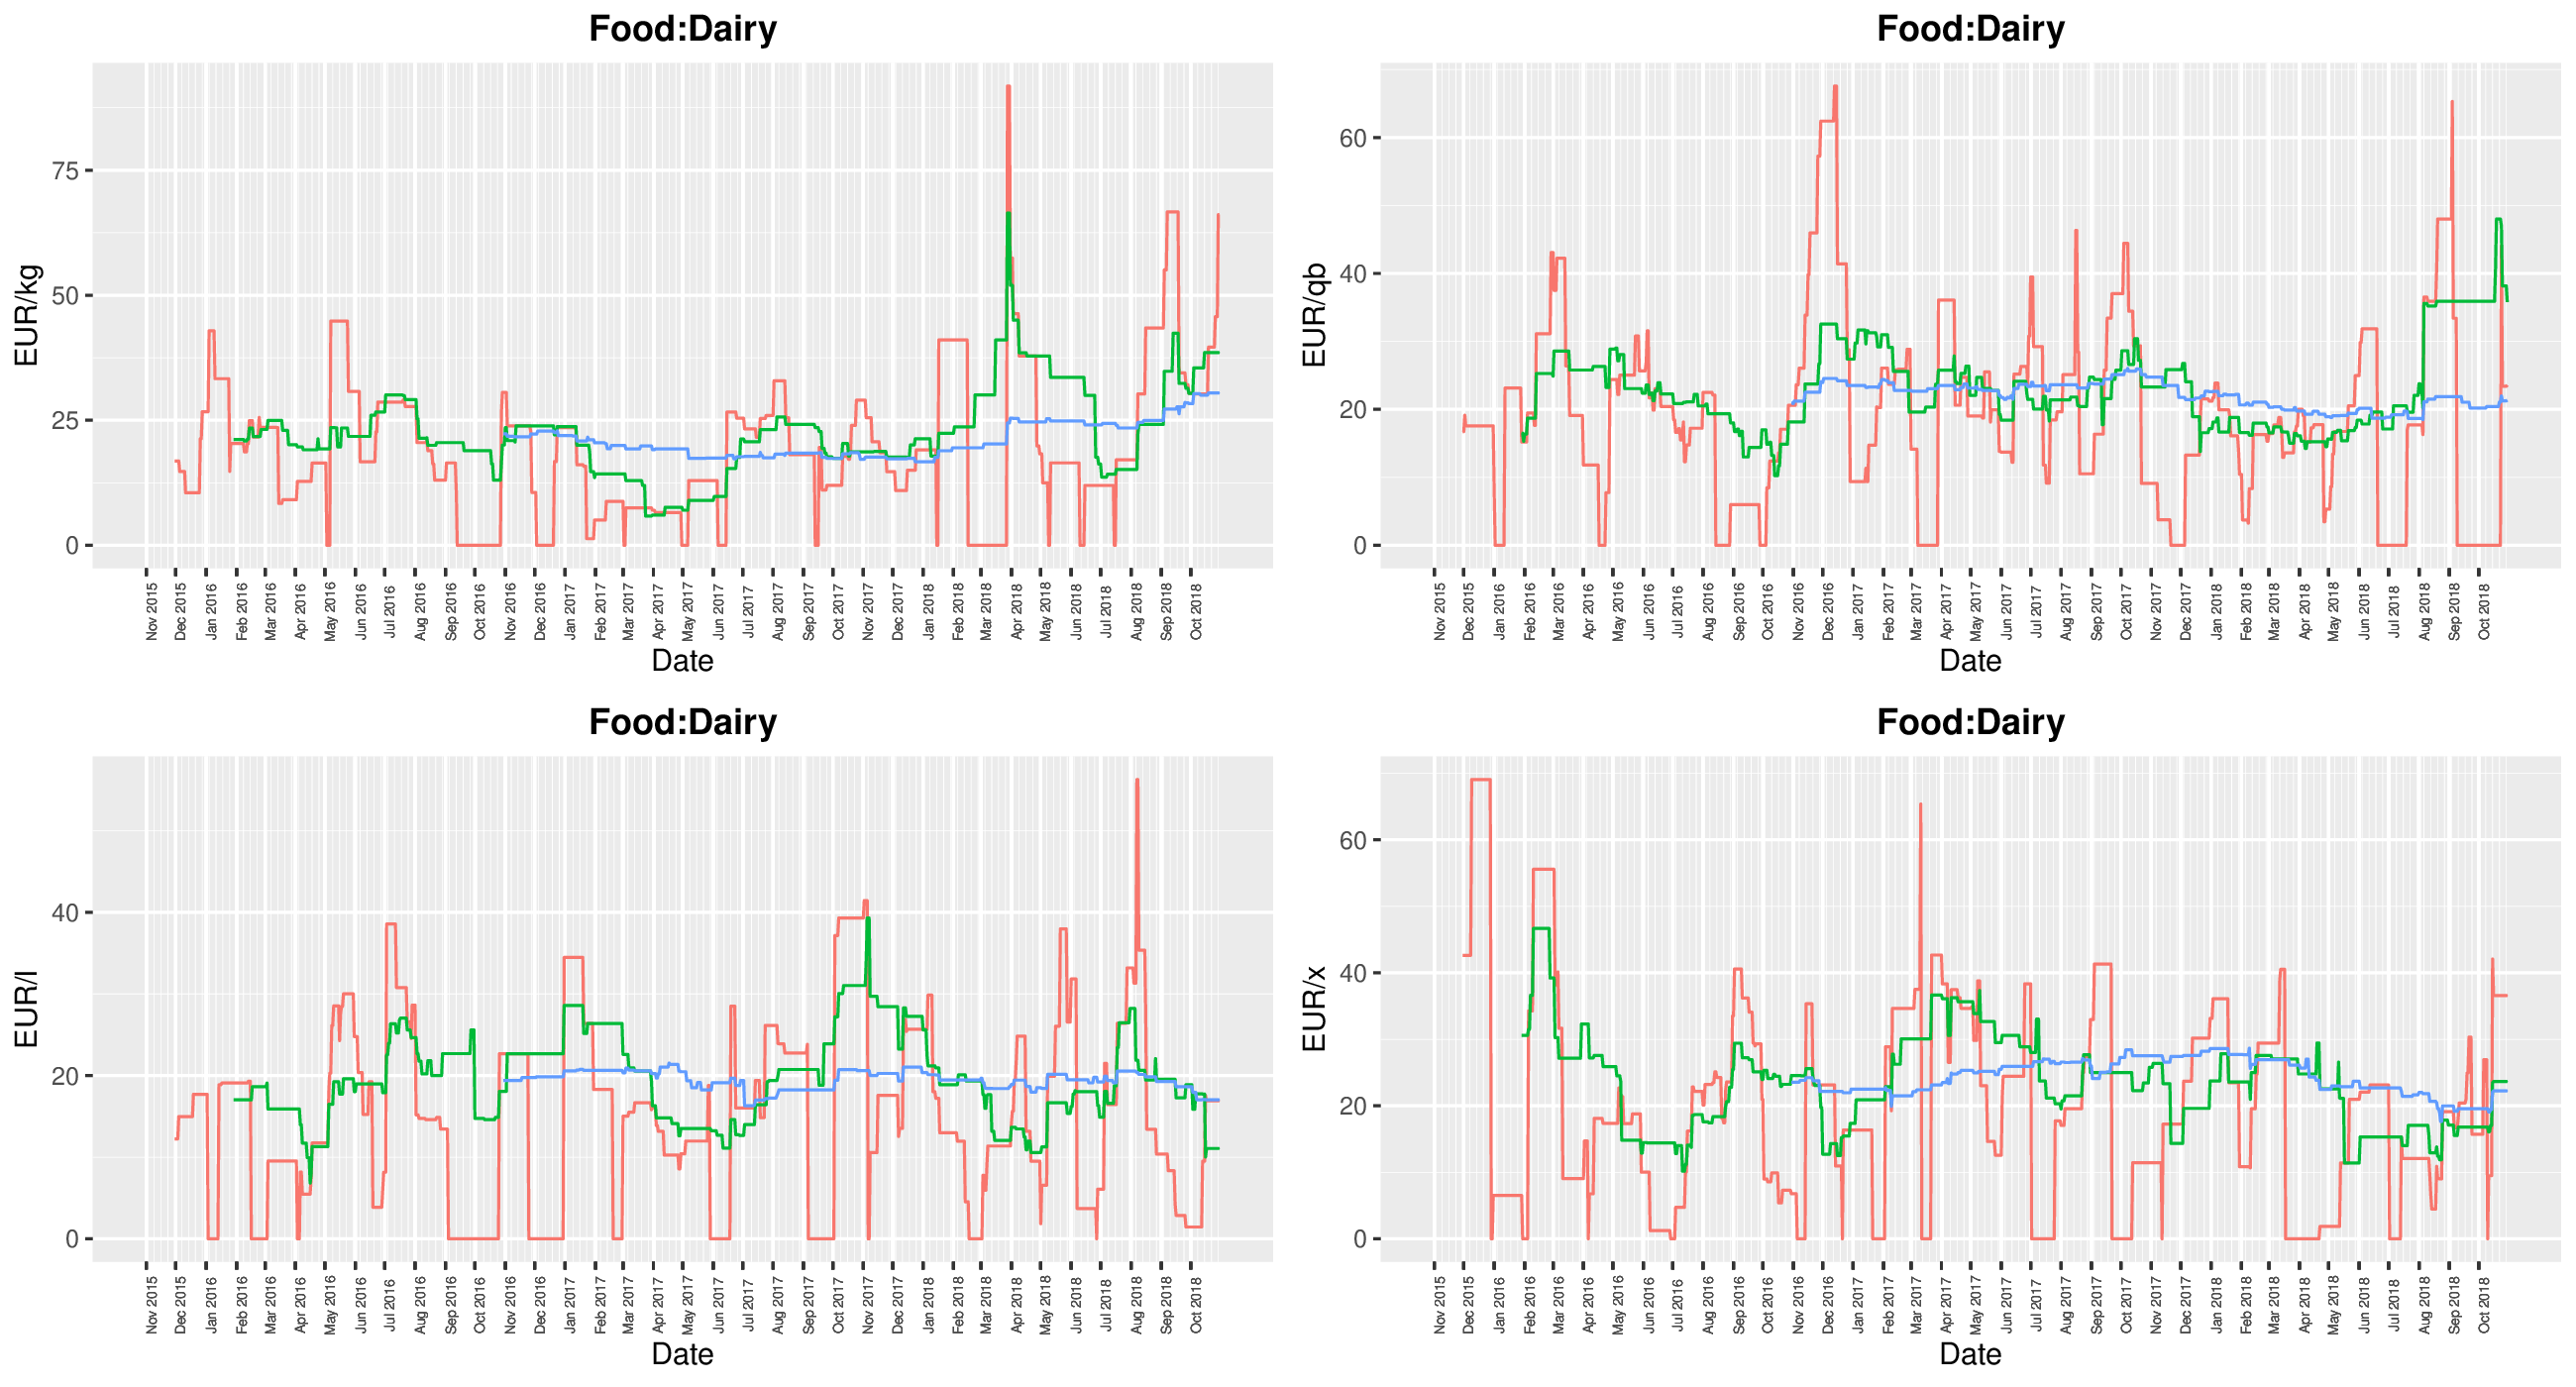 Food:Dairy
EUR/kg
75
50
25
0
Nov 2015
Dec 2015
Jan 2016
Feb 2016
Mar 2016
Apr 2016
May 2016
Jun 2016
Jul 2016
Aug 2016
Sep 2016
Oct 2016
Nov 2016
Dec 2016
Jan 2017
Feb 2017
Mar 2017
Apr 2017
May 2017
Jun 2017
Jul 2017
Aug 2017
Sep 2017
Oct 2017
Nov 2017
Dec 2017
Jan 2018
Feb 2018
Mar 2018
Apr 2018
May 2018
Jun 2018
Jul 2018
Aug 2018
Sep 2018
Oct 2018
Date
Food:Dairy
EUR/qb
60
40
20
0
Nov 2015
Dec 2015
Jan 2016
Feb 2016
Mar 2016
Apr 2016
May 2016
Jun 2016
Jul 2016
Aug 2016
Sep 2016
Oct 2016
Nov 2016
Dec 2016
Jan 2017
Feb 2017
Mar 2017
Apr 2017
May 2017
Jun 2017
Jul 2017
Aug 2017
Sep 2017
Oct 2017
Nov 2017
Dec 2017
Jan 2018
Feb 2018
Mar 2018
Apr 2018
May 2018
Jun 2018
Jul 2018
Aug 2018
Sep 2018
Oct 2018
Date
Food:Dairy
EUR/l
40
20
0
Nov 2015
Dec 2015
Jan 2016
Feb 2016
Mar 2016
Apr 2016
May 2016
Jun 2016
Jul 2016
Aug 2016
Sep 2016
Oct 2016
Nov 2016
Dec 2016
Jan 2017
Feb 2017
Mar 2017
Apr 2017
May 2017
Jun 2017
Jul 2017
Aug 2017
Sep 2017
Oct 2017
Nov 2017
Dec 2017
Jan 2018
Feb 2018
Mar 2018
Apr 2018
May 2018
Jun 2018
Jul 2018
Aug 2018
Sep 2018
Oct 2018
Date
Food:Dairy
EUR/x
60
40
20
0
Nov 2015
Dec 2015
Jan 2016
Feb 2016
Mar 2016
Apr 2016
May 2016
Jun 2016
Jul 2016
Aug 2016
Sep 2016
Oct 2016
Nov 2016
Dec 2016
Jan 2017
Feb 2017
Mar 2017
Apr 2017
May 2017
Jun 2017
Jul 2017
Aug 2017
Sep 2017
Oct 2017
Nov 2017
Dec 2017
Jan 2018
Feb 2018
Mar 2018
Apr 2018
May 2018
Jun 2018
Jul 2018
Aug 2018
Sep 2018
Oct 2018
Date